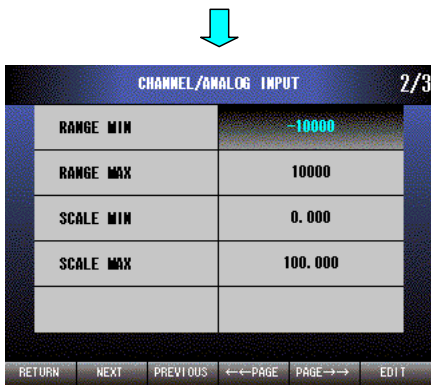 CHANNEL/ANALOG INPUT 2/3
RANGE MIN -10000
RANGE MAX 10000
SCALE MIN 0.000
SCALE MAX 100.000
RETURN NEXT PREVIOUS ←←PAGE PAGE→→ EDIT